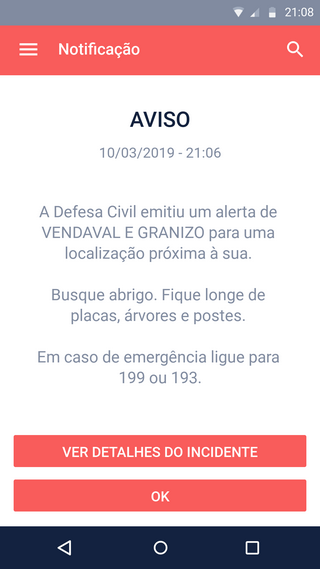 21:08
Notificação
AVISO
10/03/2019 - 21:06
A Defesa Civil emitiu um alerta de
VENDAVAL E GRANIZO para uma
localização próxima à sua.
Busque abrigo. Fique longe de
placas, árvores e postes.
Em caso de emergência ligue para
199 ou 193.
VER DETALHES DO INCIDENTE
OK